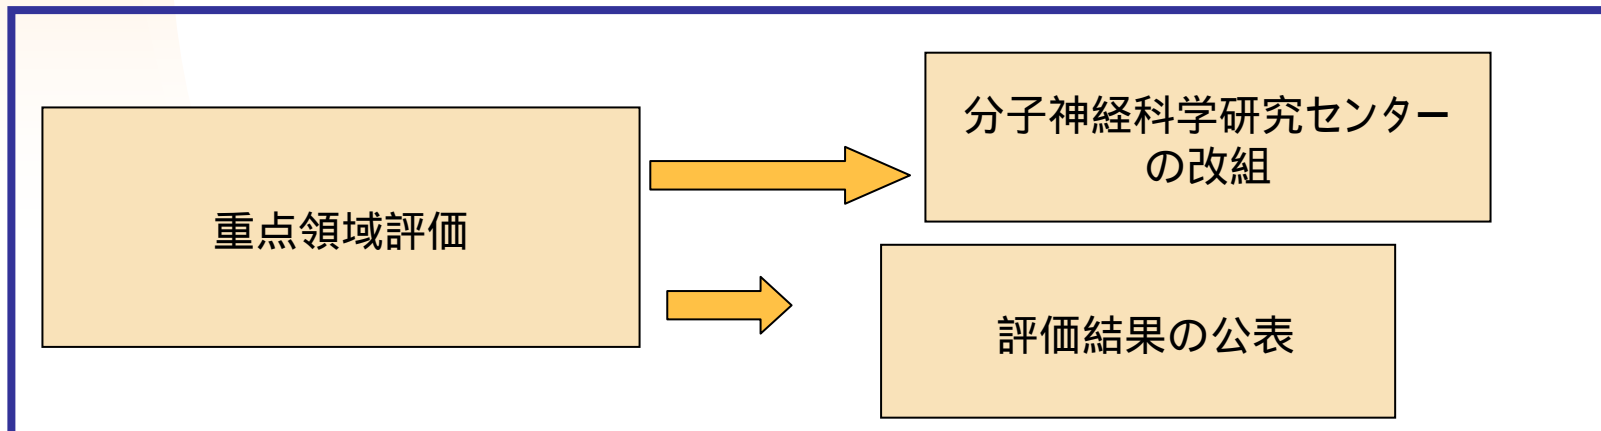 重点領域評価
分子神経科学研究センター
の改組
評価結果の公表